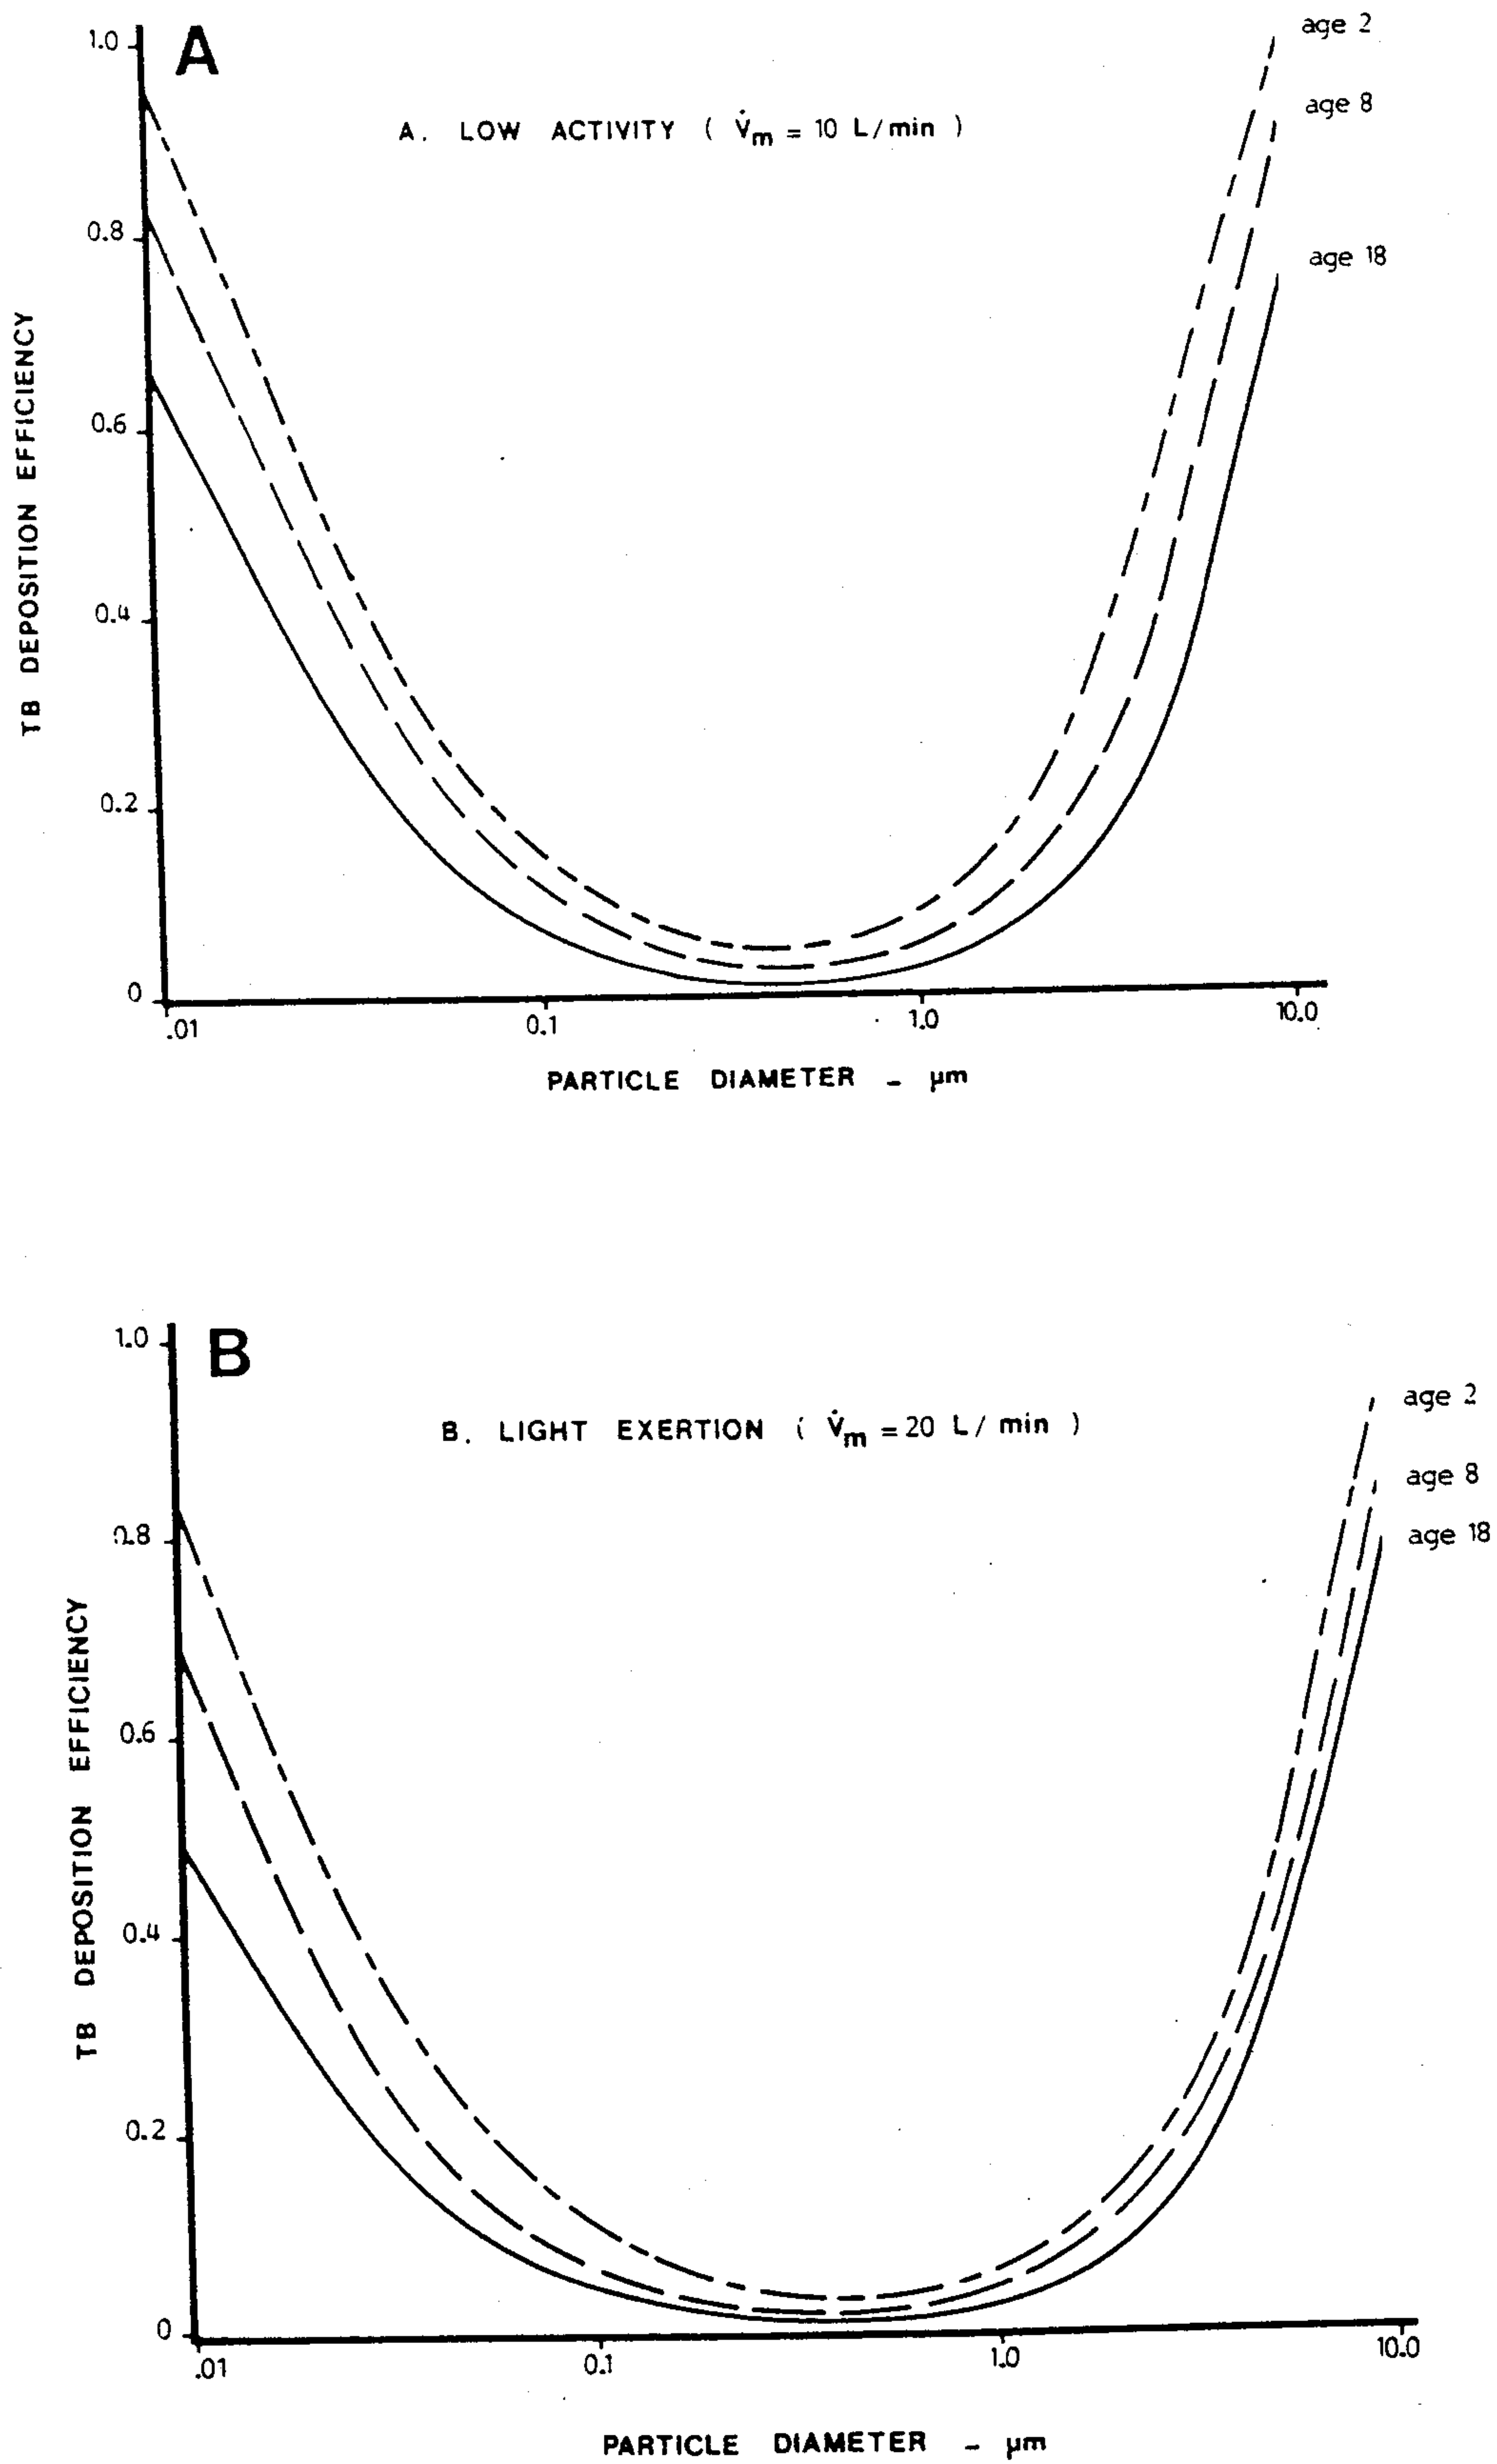 A
A. LOW ACTIVITY ( V̇m = 10 L/min )
age 2
age 8
age 18
TB DEPOSITION EFFICIENCY
1.0
0.8
0.6
0.4
0.2
0
.01 0.1 1.0 10.0
PARTICLE DIAMETER - µm
B
B. LIGHT EXERTION ( V̇m = 20 L/ min )
age 2
age 8
age 18
TB DEPOSITION EFFICIENCY
1.0
0.8
0.6
0.4
0.2
0
.01 0.1 1.0 10.0
PARTICLE DIAMETER - µm